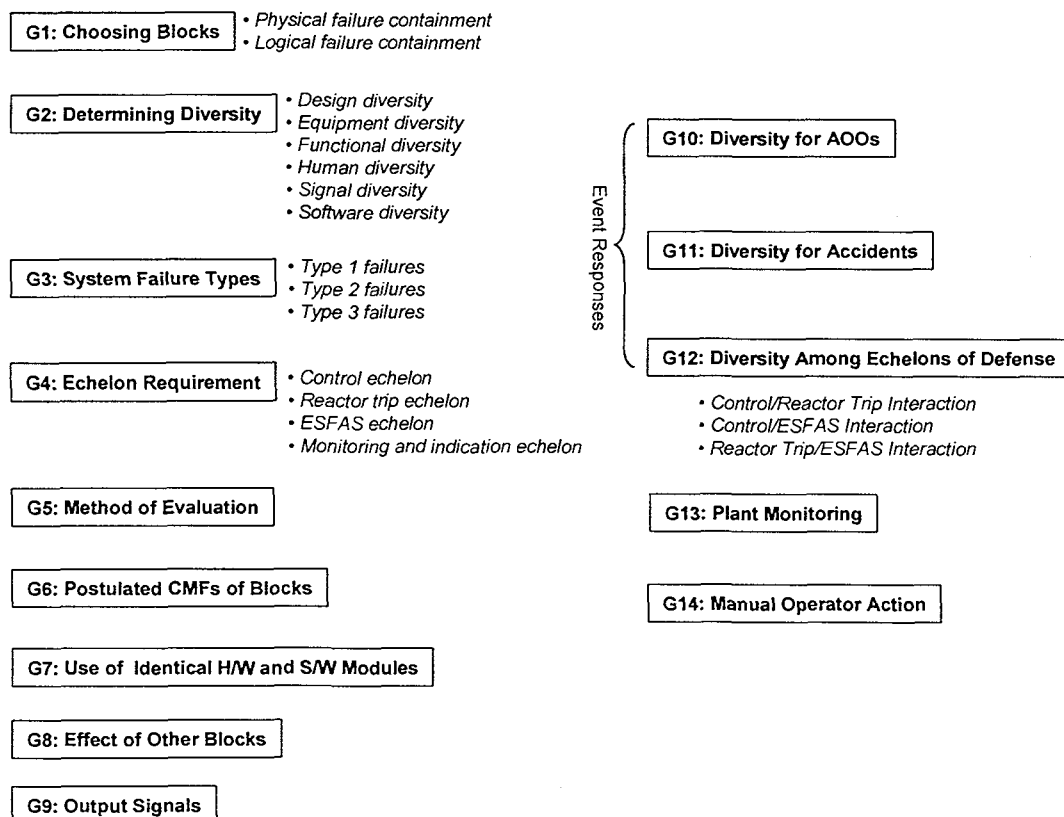 G1: Choosing Blocks
• Physical failure containment
• Logical failure containment
G2: Determining Diversity
• Design diversity
• Equipment diversity
• Functional diversity
• Human diversity
• Signal diversity
• Software diversity
G3: System Failure Types
• Type 1 failures
• Type 2 failures
• Type 3 failures
G4: Echelon Requirement
• Control echelon
• Reactor trip echelon
• ESFAS echelon
• Monitoring and indication echelon
G5: Method of Evaluation
G6: Postulated CMFs of Blocks
G7: Use of Identical H/W and S/W Modules
G8: Effect of Other Blocks
G9: Output Signals
Event Responses
G10: Diversity for AOOs
G11: Diversity for Accidents
G12: Diversity Among Echelons of Defense
• Control/Reactor Trip Interaction
• Control/ESFAS Interaction
• Reactor Trip/ESFAS Interaction
G13: Plant Monitoring
G14: Manual Operator Action